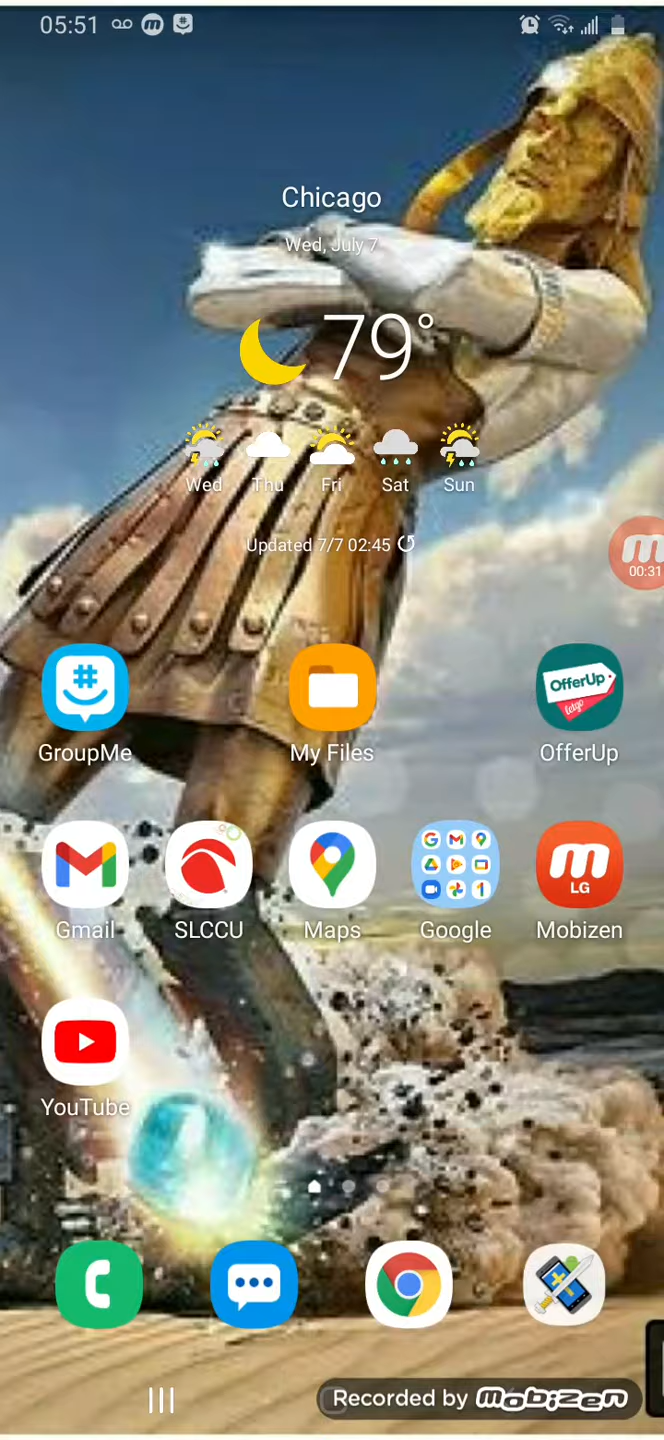 05:51
Chicago
Wed, July 7
79°
Wed Thu Fri Sat Sun
Updated 7/7 02:45
00:31
OfferUp
letgo
GroupMe My Files OfferUp
LG
Gmail SLCCU Maps Google Mobizen
YouTube
Recorded by mobizen